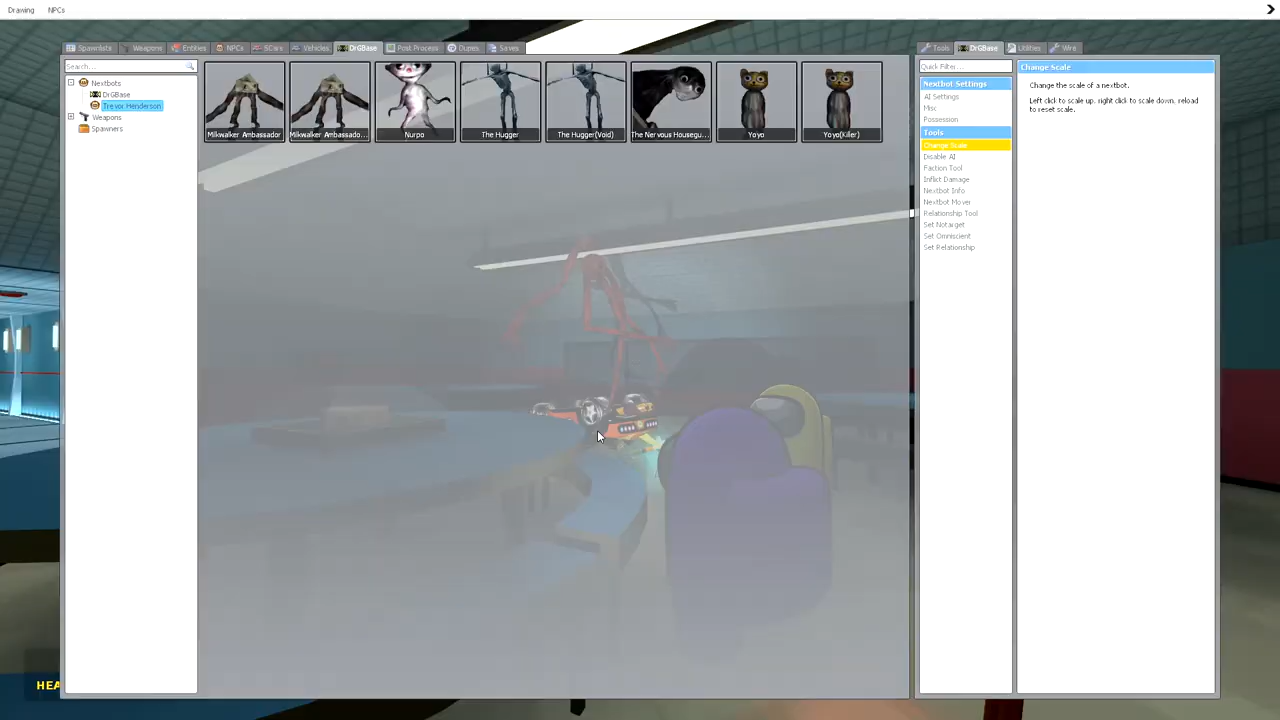 Drawing NPCs
Spawnlists Weapons Entities NPCs SCars Vehicles DrGBase Post Process Dupes Saves
Tools DrGBase Utilities Wire
Search...
Nextbots
DrGBase
Trevor Henderson
Weapons
Spawners
Milkwalker Ambassador
Milkwalker Ambassado...
Nurpo
The Hugger
The Hugger(Void)
The Nervous Housegu...
Yoyo
Yoyo(Killer)
Quick Filter...
Nextbot Settings
AI Settings
Misc
Possession
Tools
Change Scale
Disable AI
Faction Tool
Inflict Damage
Nextbot Info
Nextbot Mover
Relationship Tool
Set Notarget
Set Omniscient
Set Relationship
Change Scale
Change the scale of a nextbot.
Left click to scale up, right click to scale down, reload
to reset scale.
HEA